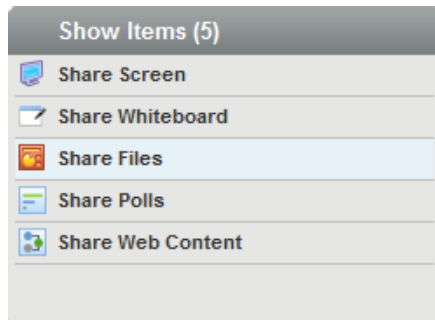 Show Items (5)
Share Screen
Share Whiteboard
Share Files
Share Polls
Share Web Content